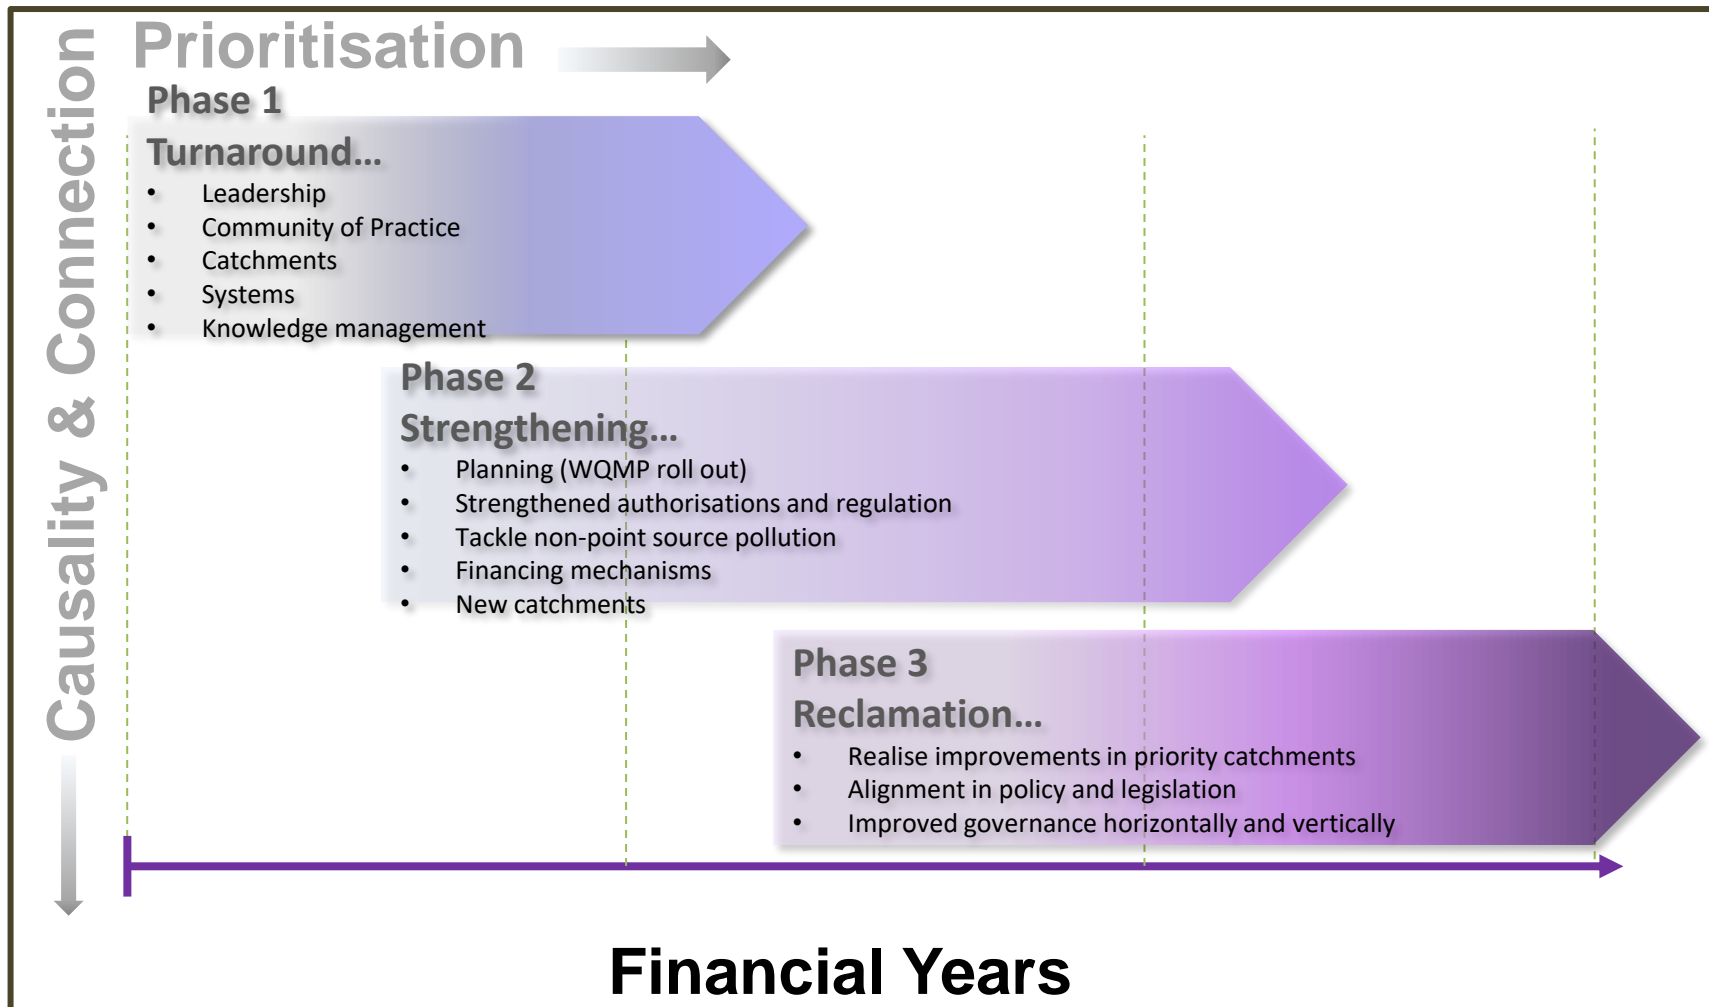 Prioritisation
Causality & Connection
Phase 1
Turnaround...
• Leadership
• Community of Practice
• Catchments
• Systems
• Knowledge management
Phase 2
Strengthening...
• Planning (WQMP roll out)
• Strengthened authorisations and regulation
• Tackle non-point source pollution
• Financing mechanisms
• New catchments
Phase 3
Reclamation...
• Realise improvements in priority catchments
• Alignment in policy and legislation
• Improved governance horizontally and vertically
Financial Years